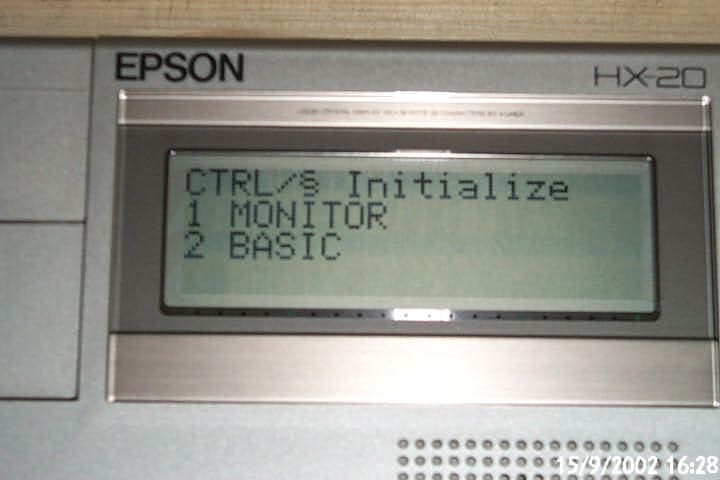 EPSON
HX-20
CTRL/§ Initialize
1 MONITOR
2 BASIC
15/9/2002 16:28